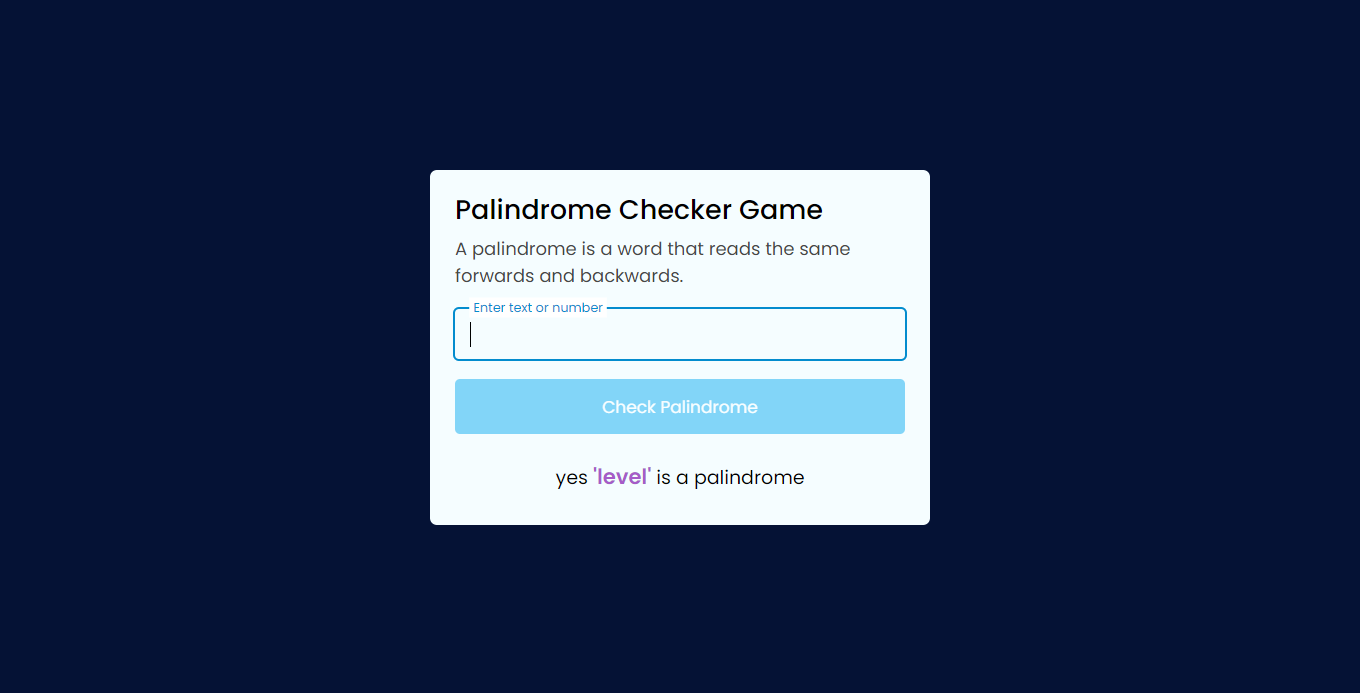 Palindrome Checker Game
A palindrome is a word that reads the same
forwards and backwards.
Enter text or number
Check Palindrome
yes 'level' is a palindrome